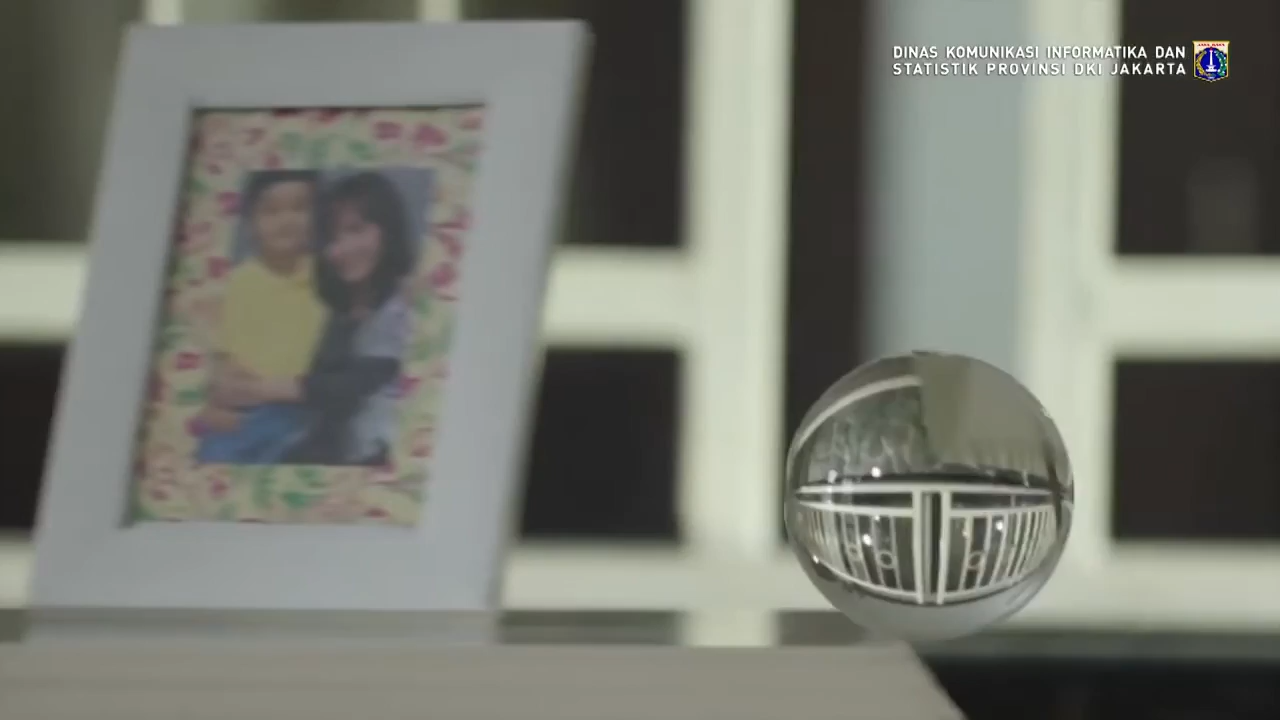 DINAS KOMUNIKASI INFORMATIKA DAN
STATISTIK PROVINSI DKI JAKARTA